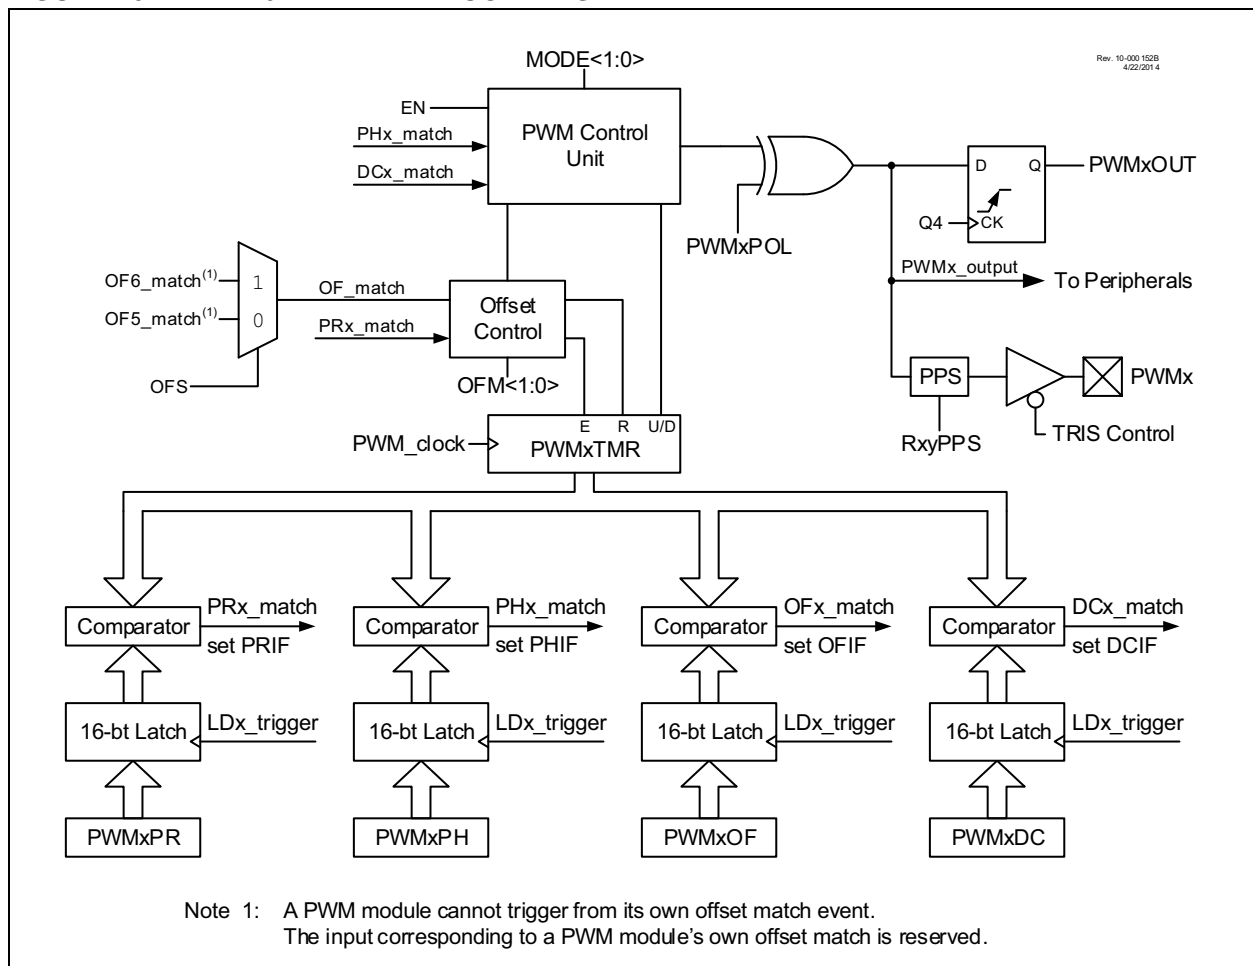 Rev. 10-000 152B
4/22/201 4
MODE<1:0>
EN
PHx_match
DCx_match
PWM Control
Unit
PWMxPOL
D
Q
Q4
CK
PWMxOUT
PWMx_output
To Peripherals
OF6_match(1)
1
OF5_match(1)
0
OFS
OF_match
PRx_match
Offset
Control
OFM<1:0>
PPS
PWMx
RxyPPS
TRIS Control
E
R
U/D
PWM_clock
PWMxTMR
Comparator
PRx_match
set PRIF
Comparator
PHx_match
set PHIF
Comparator
OFx_match
set OFIF
Comparator
DCx_match
set DCIF
16-bt Latch
LDx_trigger
16-bt Latch
LDx_trigger
16-bt Latch
LDx_trigger
16-bt Latch
LDx_trigger
PWMxPR
PWMxPH
PWMxOF
PWMxDC
Note 1: A PWM module cannot trigger from its own offset match event.
The input corresponding to a PWM module's own offset match is reserved.